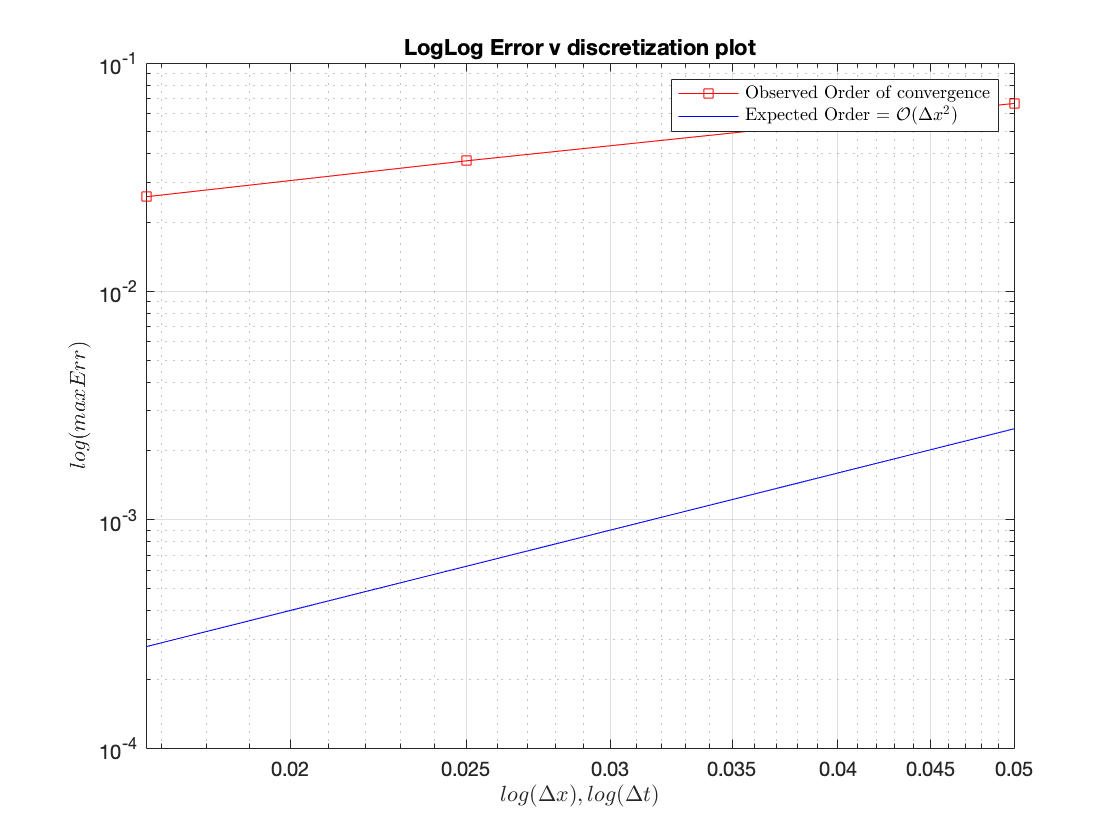 LogLog Error v discretization plot
Observed Order of convergence
Expected Order = 𝒪(Δx²)
10⁻¹
10⁻²
10⁻³
10⁻⁴
log(maxErr)
0.02 0.025 0.03 0.035 0.04 0.045 0.05
log(Δx), log(Δt)